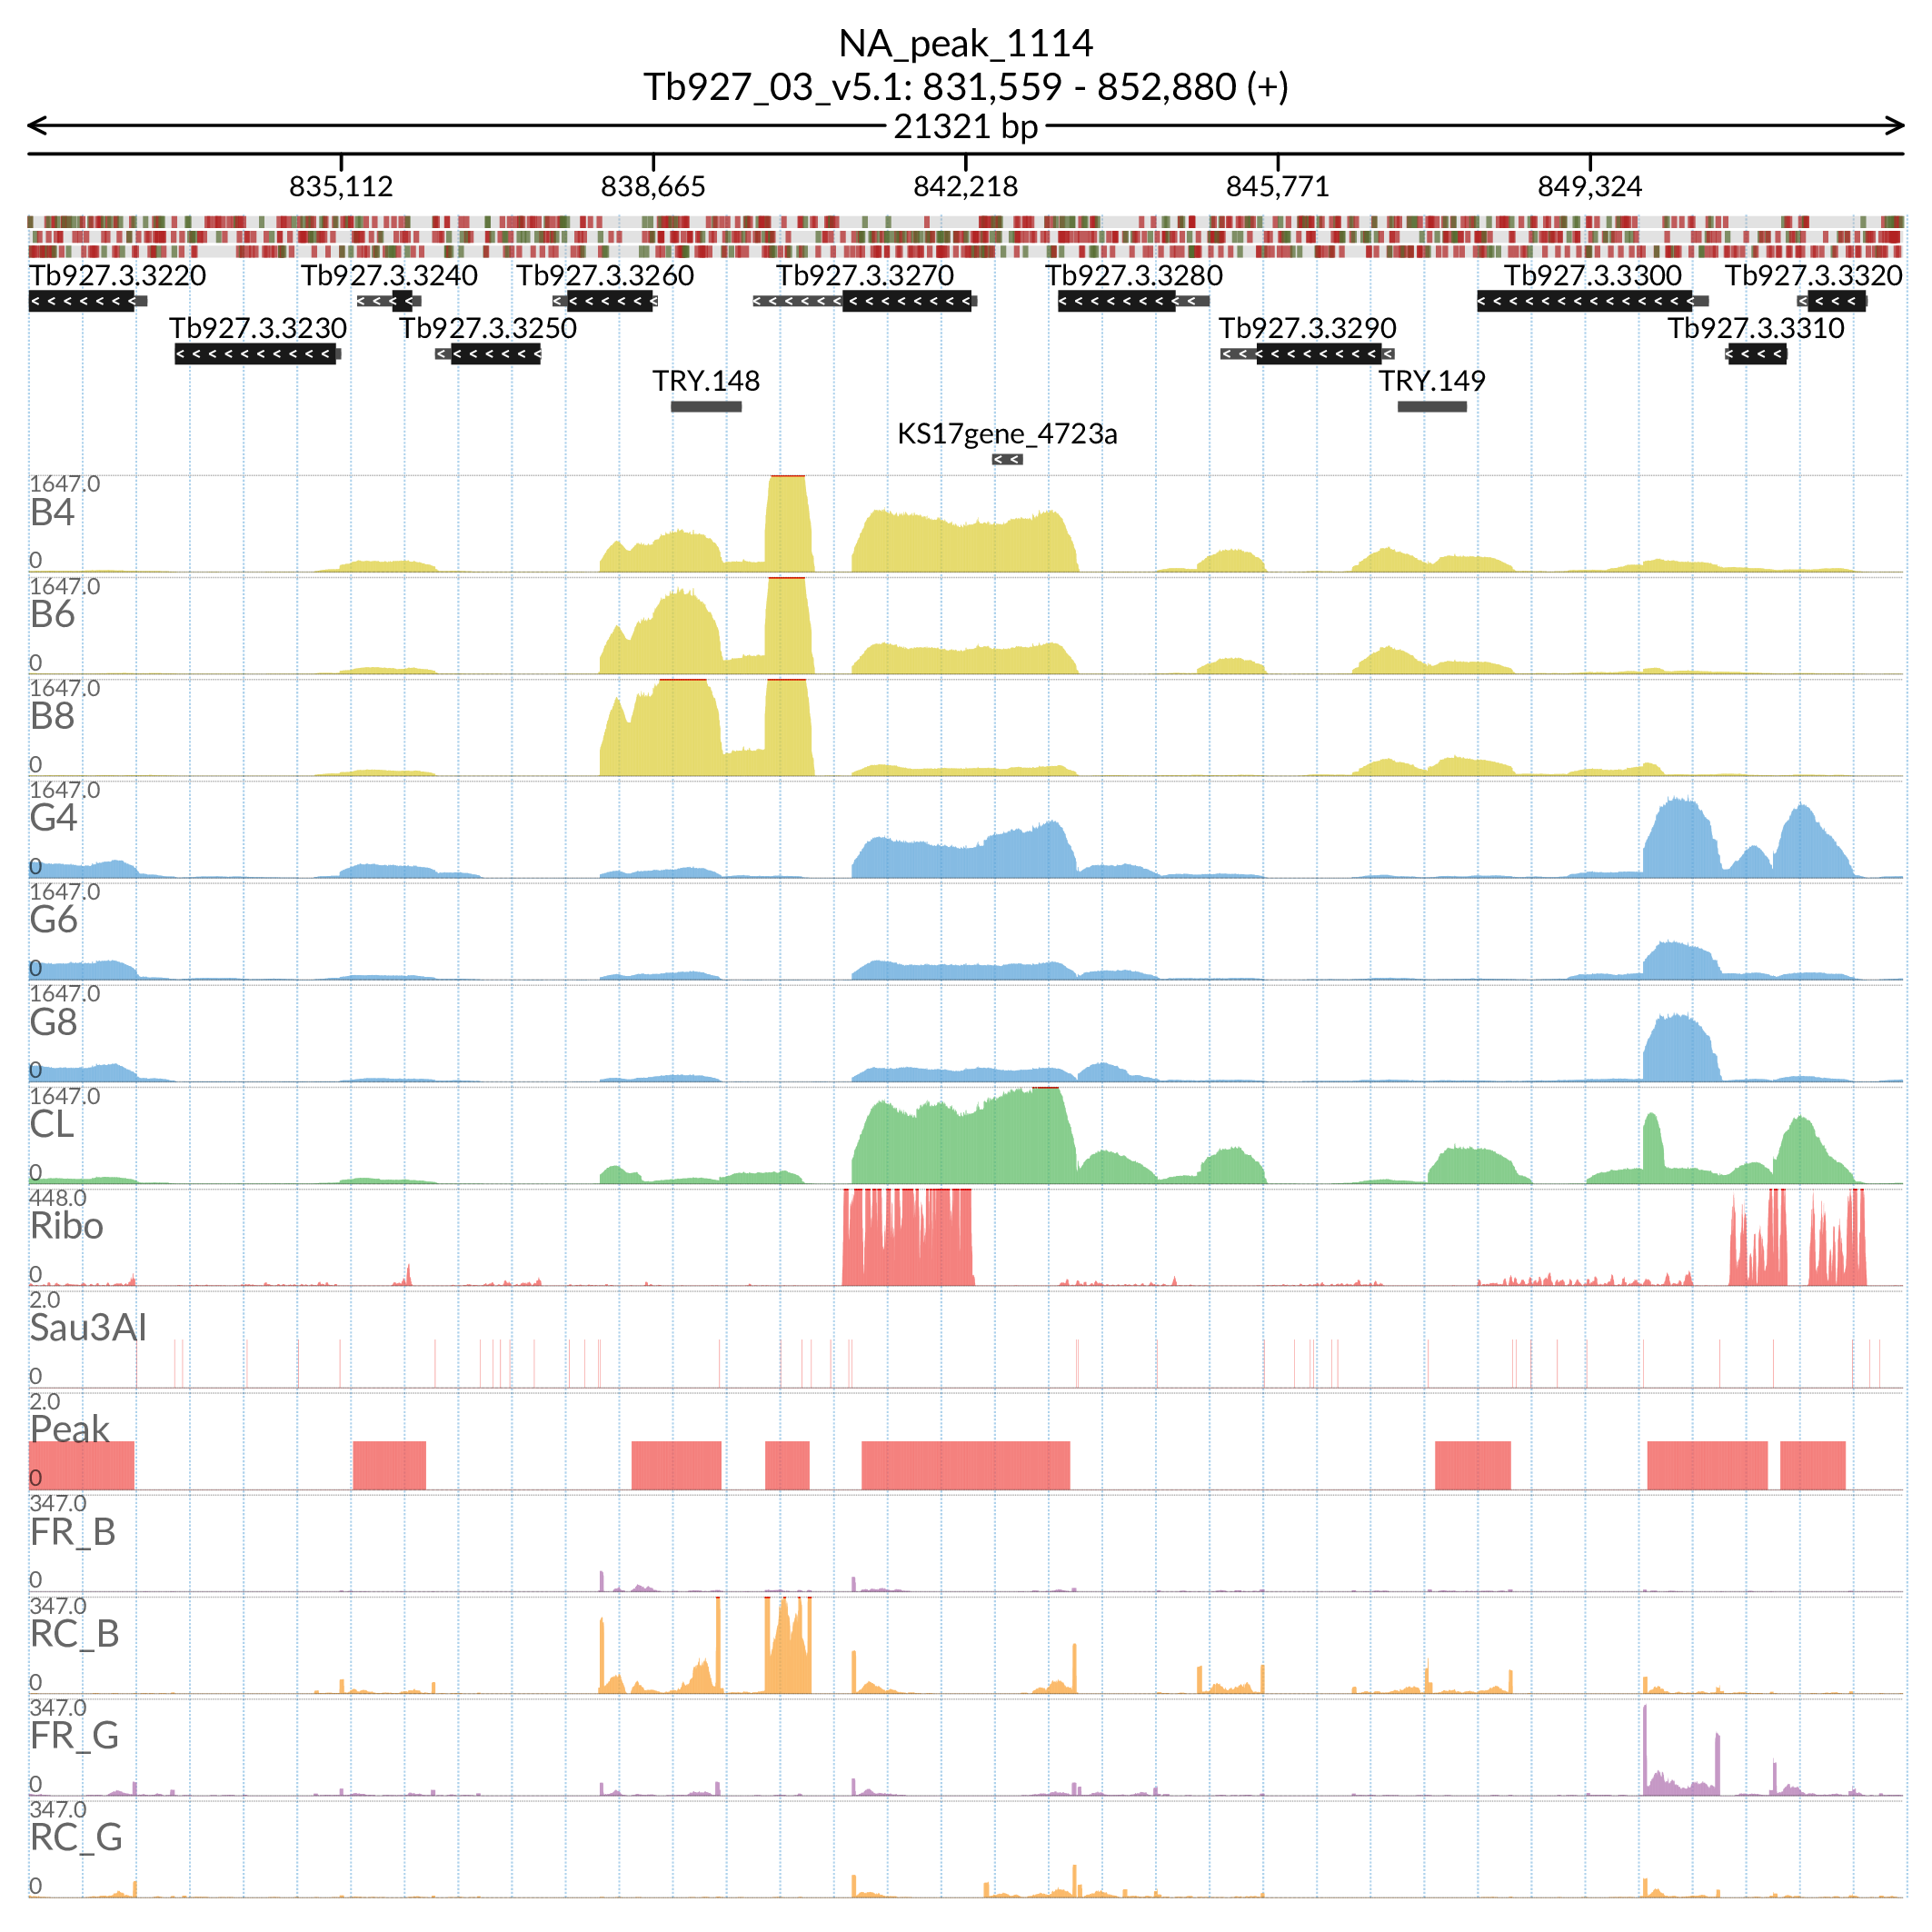 NA_peak_1114
Tb927_03_v5.1: 831,559 - 852,880 (+)
21321 bp
835,112 838,665 842,218 845,771 849,324
Tb927.3.3220 Tb927.3.3240 Tb927.3.3260 Tb927.3.3270 Tb927.3.3280 Tb927.3.3300 Tb927.3.3320
Tb927.3.3230 Tb927.3.3250 Tb927.3.3290 Tb927.3.3310
TRY.148 TRY.149
KS17gene_4723a
1647.0
B4
0
1647.0
B6
0
1647.0
B8
0
1647.0
G4
0
1647.0
G6
0
1647.0
G8
0
1647.0
CL
0
448.0
Ribo
0
2.0
Sau3AI
0
2.0
Peak
0
347.0
FR_B
0
347.0
RC_B
0
347.0
FR_G
0
347.0
RC_G
0